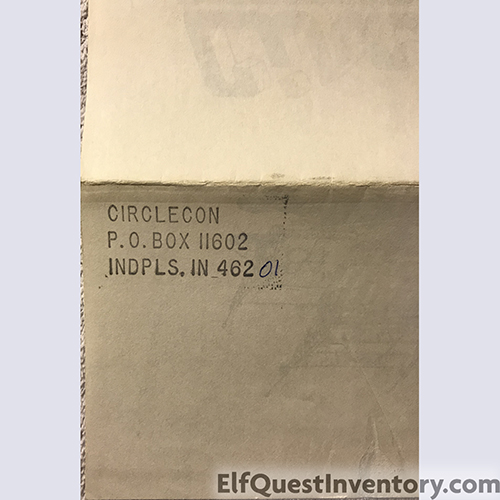 CIRCLECON
P.O. BOX 11602
INDPLS. IN 46201
ElfQuestInventory.com